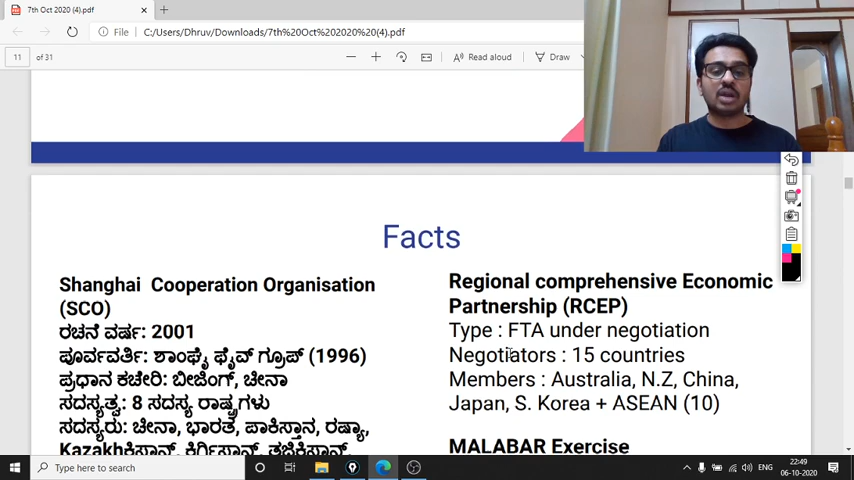 7th Oct 2020 (4).pdf
File
C:/Users/Dhruv/Downloads/7th%20Oct%202020%20(4).pdf
11 of 31
Read aloud
Draw
Facts
Shanghai Cooperation Organisation
(SCO)
ರಚನೆ ವರ್ಷ: 2001
ಪೂರ್ವವರ್ತಿ: ಶಾಂಘೈ ಫೈವ್ ಗ್ರೂಪ್ (1996)
ಪ್ರಧಾನ ಕಚೇರಿ: ಬೀಜಿಂಗ್, ಚೀನಾ
ಸದಸ್ಯತ್ವ: 8 ಸದಸ್ಯ ರಾಷ್ಟ್ರಗಳು
ಸದಸ್ಯರು: ಚೀನಾ, ಭಾರತ, ಪಾಕಿಸ್ತಾನ, ರಷ್ಯಾ,
Kazakhಕಿಸ್ತಾನ್, ಕಿರ್ಗಿಸ್ತಾನ್, ತಜಿಕಿಸ್ತಾನ್,
Regional comprehensive Economic
Partnership (RCEP)
Type : FTA under negotiation
Negotiators : 15 countries
Members : Australia, N.Z, China,
Japan, S. Korea + ASEAN (10)
MALABAR Exercise
Type here to search
ENG
22:49
06-10-2020